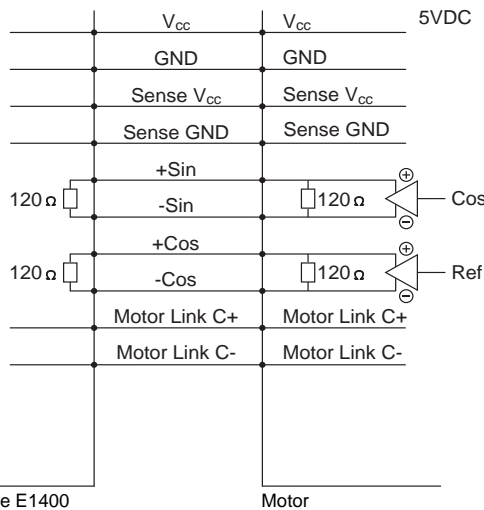 Vcc Vcc 5VDC
GND GND
Sense Vcc Sense Vcc
Sense GND Sense GND
+Sin
120 Ω 120 Ω Cos
-Sin
+Cos
120 Ω 120 Ω Ref
-Cos
Motor Link C+ Motor Link C+
Motor Link C- Motor Link C-
e E1400 Motor